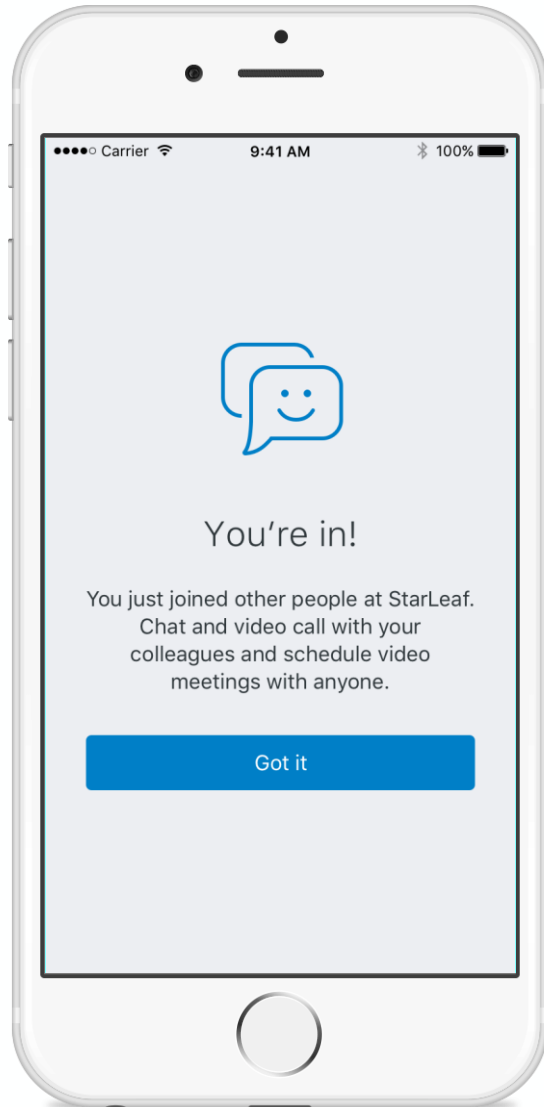 Carrier 9:41 AM 100%
You're in!
You just joined other people at StarLeaf.
Chat and video call with your
colleagues and schedule video
meetings with anyone.
Got it